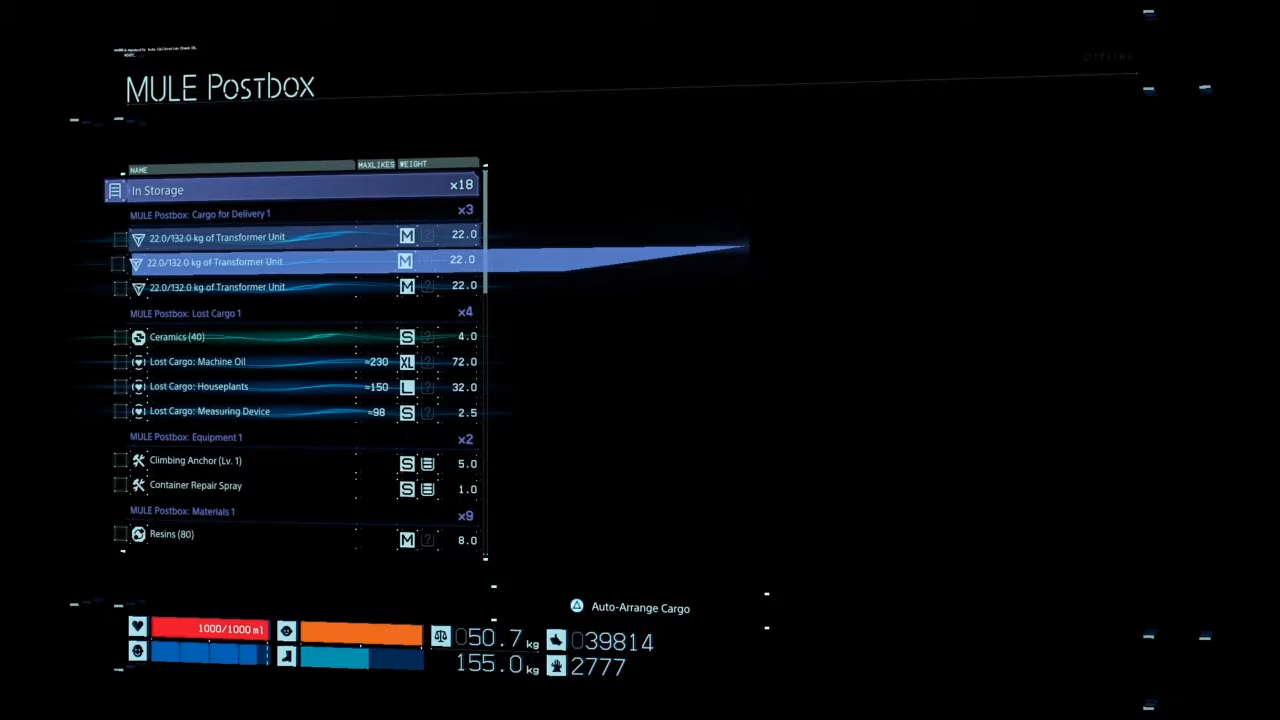 Offline
MULE Postbox
NAME MAXLIKES WEIGHT
In Storage x18
MULE Postbox: Cargo for Delivery 1 x3
22.0/132.0 kg of Transformer Unit M 22.0
22.0/132.0 kg of Transformer Unit M 22.0
22.0/132.0 kg of Transformer Unit M 22.0
MULE Postbox: Lost Cargo 1 x4
Ceramics (40) S 4.0
Lost Cargo: Machine Oil ≈230 XL 72.0
Lost Cargo: Houseplants ≈150 L 32.0
Lost Cargo: Measuring Device ≈98 S 2.5
MULE Postbox: Equipment 1 x2
Climbing Anchor (Lv. 1) S 5.0
Container Repair Spray S 1.0
MULE Postbox: Materials 1 x9
Resins (80) M 8.0
Auto-Arrange Cargo
1000/1000 ml 050.7 kg 039814
155.0 kg 2777